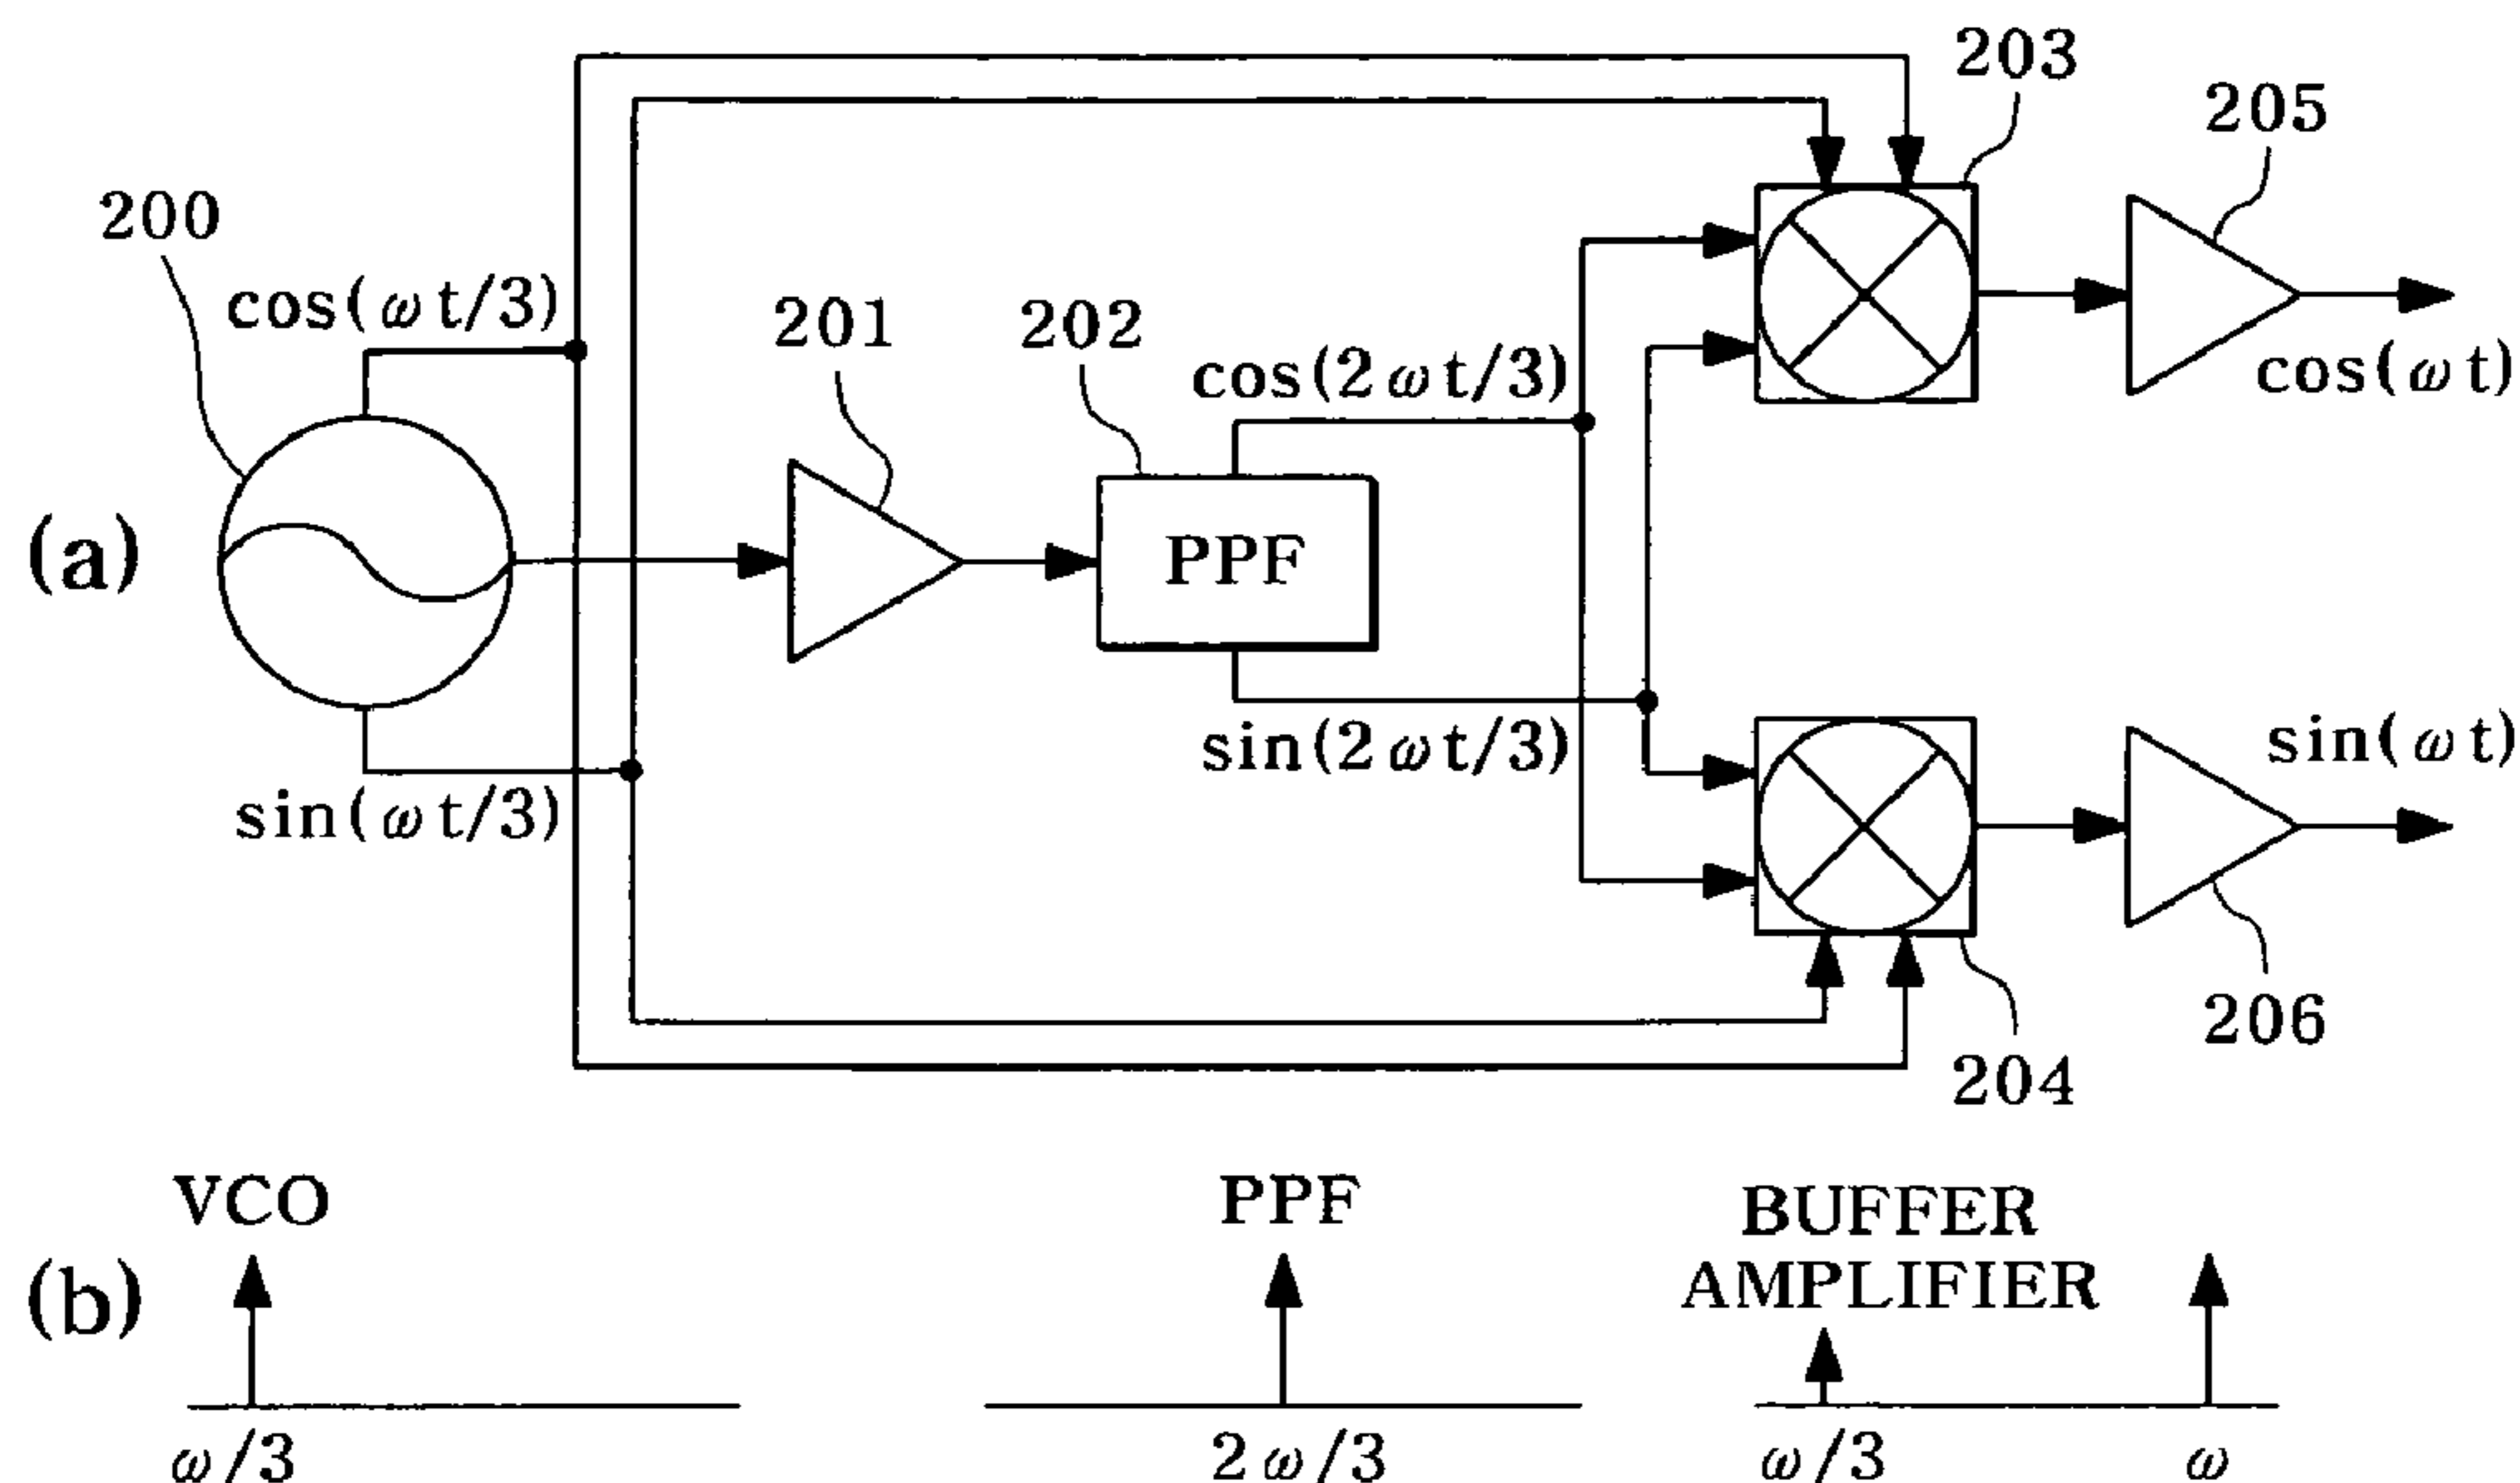 203
205
200
cos(ωt/3)
201
202
cos(2ωt/3)
cos(ωt)
(a)
PPF
sin(2ωt/3)
sin(ωt)
sin(ωt/3)
206
204
VCO
PPF
BUFFER
AMPLIFIER
(b)
ω/3
2ω/3
ω/3
ω